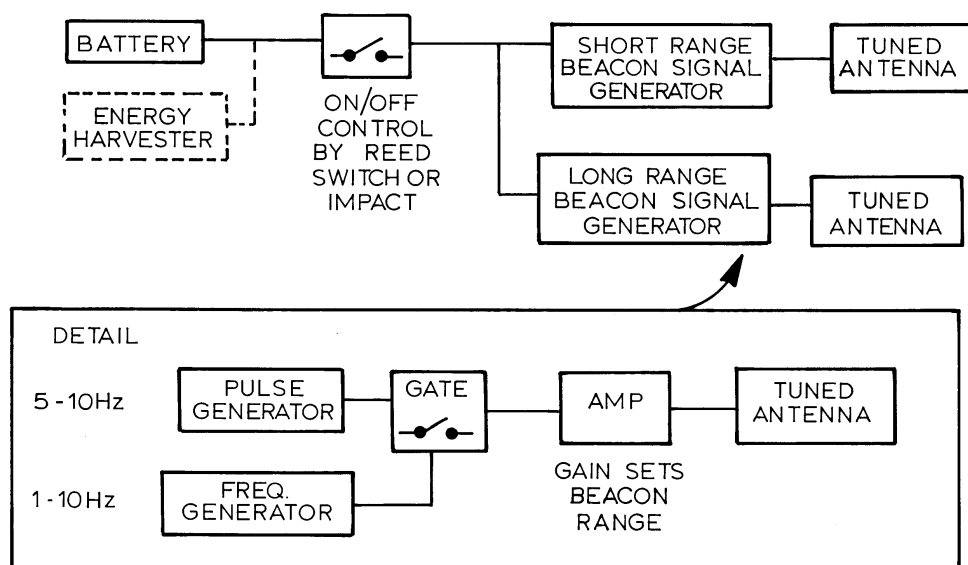 BATTERY
ENERGY
HARVESTER
ON/OFF
CONTROL
BY REED
SWITCH OR
IMPACT
SHORT RANGE
BEACON SIGNAL
GENERATOR
TUNED
ANTENNA
LONG RANGE
BEACON SIGNAL
GENERATOR
TUNED
ANTENNA
DETAIL
5-10Hz
PULSE
GENERATOR
GATE
AMP
TUNED
ANTENNA
1-10Hz
FREQ.
GENERATOR
GAIN SETS
BEACON
RANGE